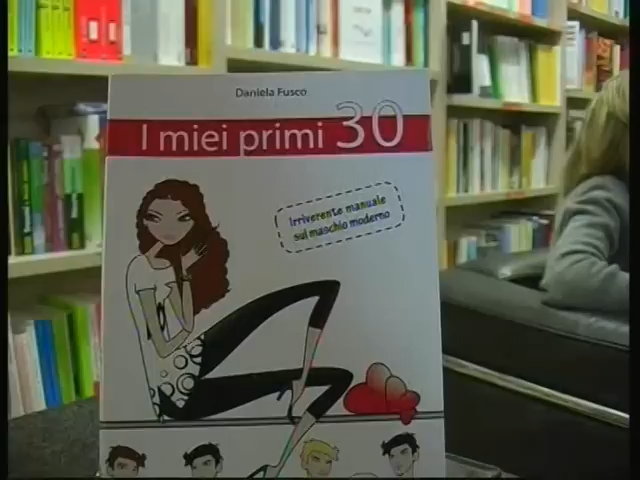 Daniela Fusco
I miei primi 30
Irriverente manuale
sul maschio moderno